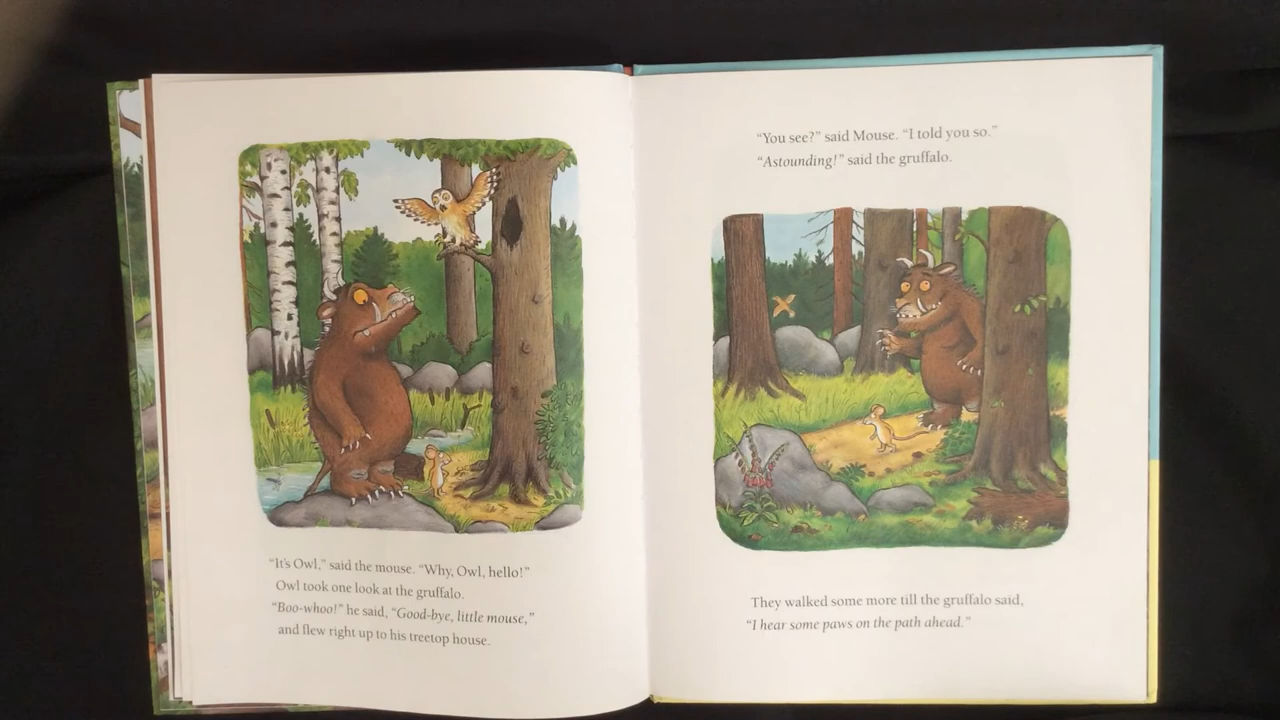 “It's Owl,” said the mouse. “Why, Owl, hello!”
Owl took one look at the gruffalo.
“Boo-whoo!” he said, “Good-bye, little mouse,”
and flew right up to his treetop house.
“You see?” said Mouse. “I told you so.”
“Astounding!” said the gruffalo.
They walked some more till the gruffalo said,
“I hear some paws on the path ahead.”